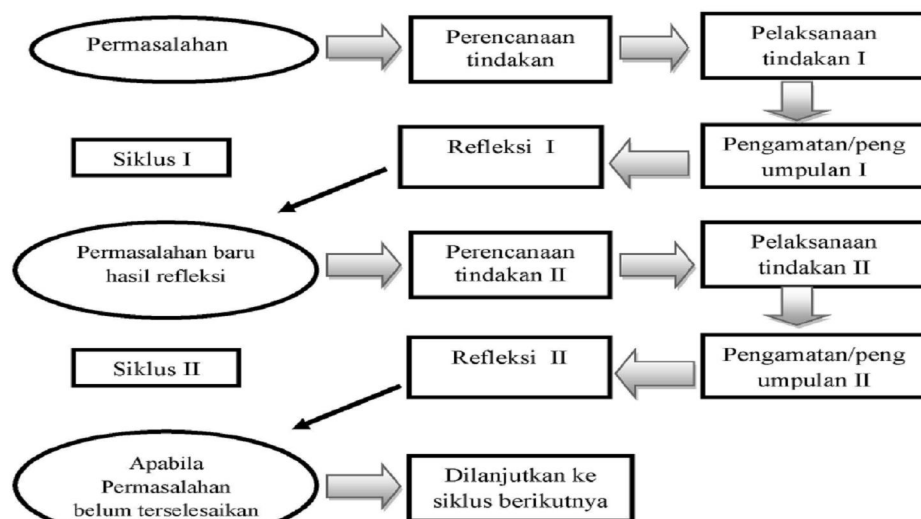 Permasalahan
Perencanaan
tindakan
Pelaksanaan
tindakan I
Siklus I
Refleksi I
Pengamatan/peng
umpulan I
Permasalahan baru
hasil refleksi
Perencanaan
tindakan II
Pelaksanaan
tindakan II
Siklus II
Refleksi II
Pengamatan/peng
umpulan II
Apabila
Permasalahan
belum terselesaikan
Dilanjutkan ke
siklus berikutnya